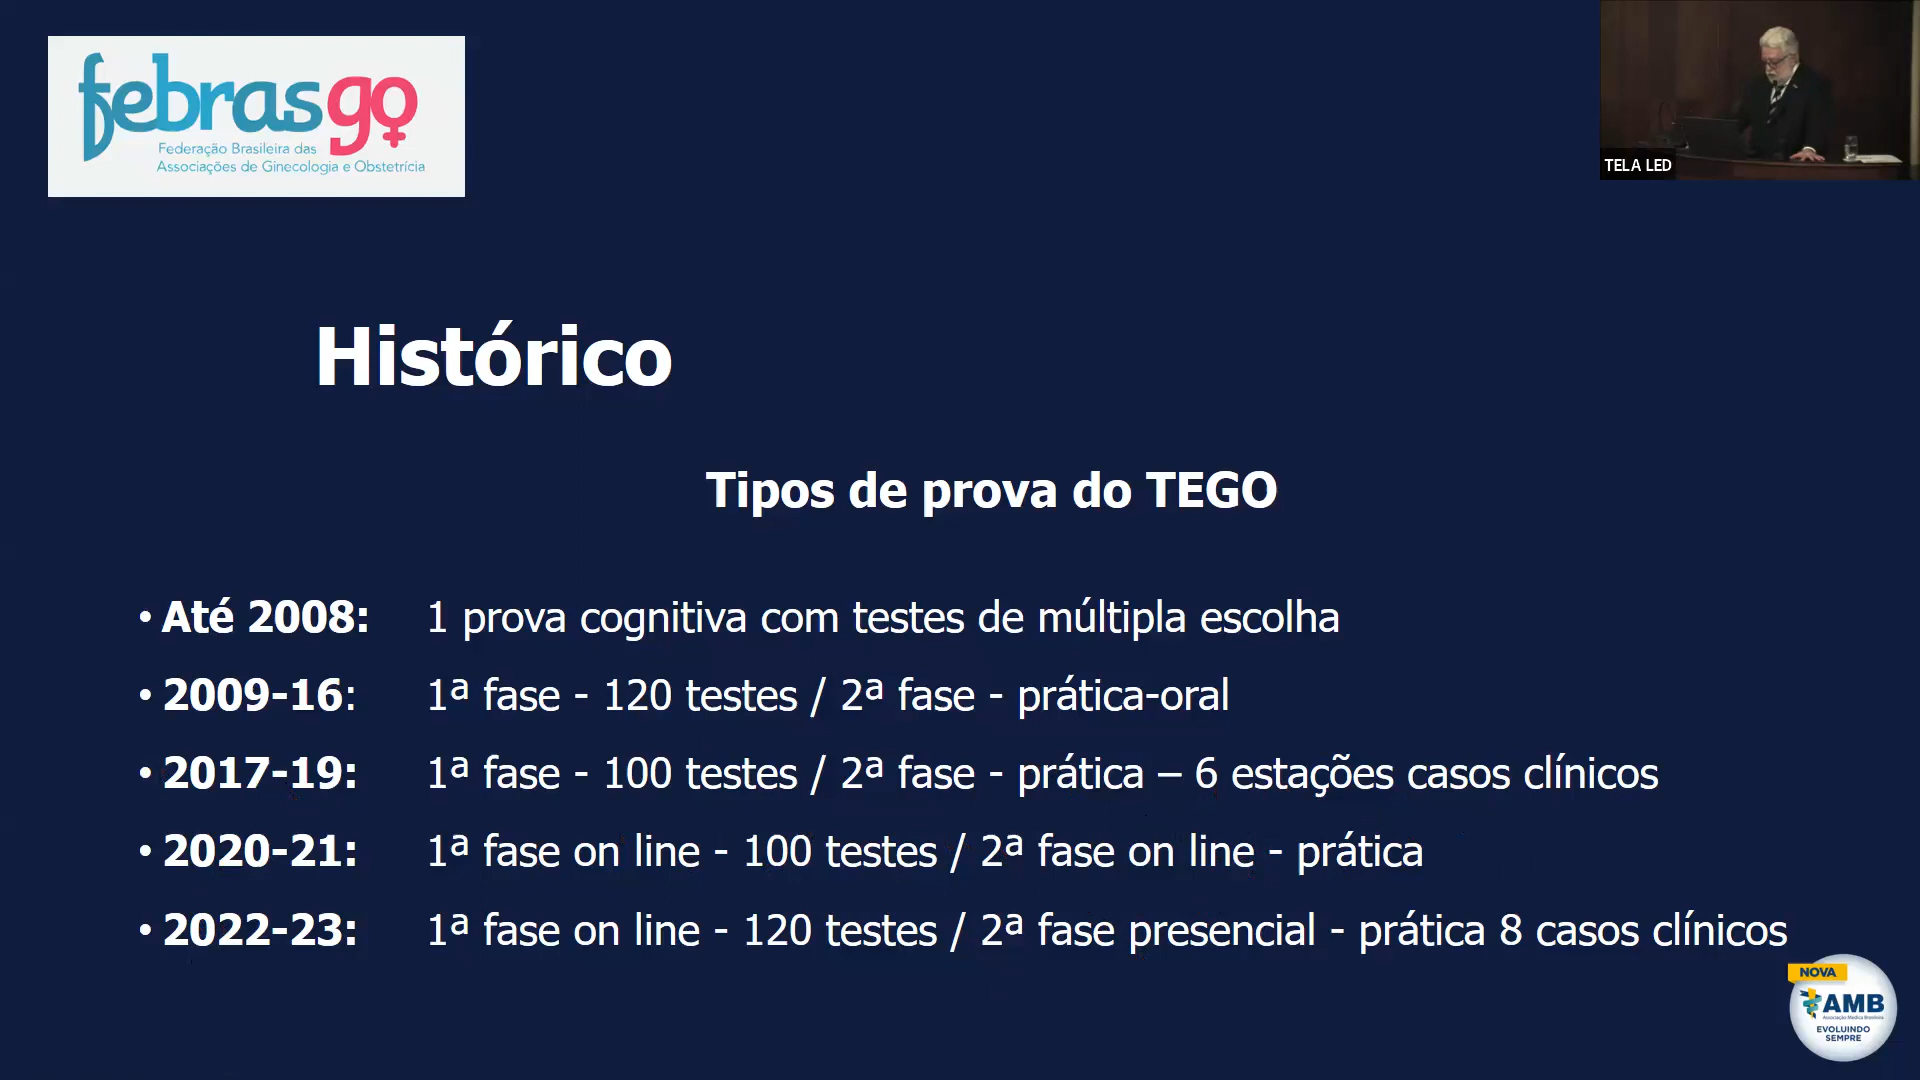 febrasgo
Federação Brasileira das
Associações de Ginecologia e Obstetrícia
TELA LED
Histórico
Tipos de prova do TEGO
• Até 2008: 1 prova cognitiva com testes de múltipla escolha
• 2009-16: 1ª fase - 120 testes / 2ª fase - prática-oral
• 2017-19: 1ª fase - 100 testes / 2ª fase - prática – 6 estações casos clínicos
• 2020-21: 1ª fase on line - 100 testes / 2ª fase on line - prática
• 2022-23: 1ª fase on line - 120 testes / 2ª fase presencial - prática 8 casos clínicos
NOVA
AMB
Associação Médica Brasileira
EVOLUINDO
SEMPRE